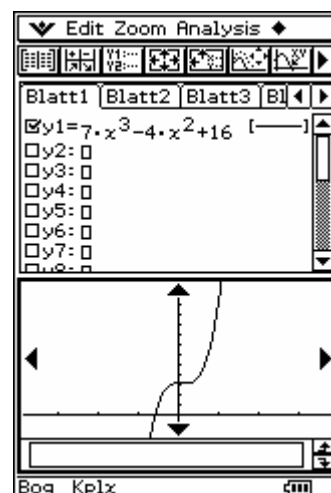 Edit Zoom Analysis
Blatt1 Blatt2 Blatt3 Bl
y1=7·x^3-4·x^2+16 [—]
y2:
y3:
y4:
y5:
y6:
y7:
y8:
Bog Kplx